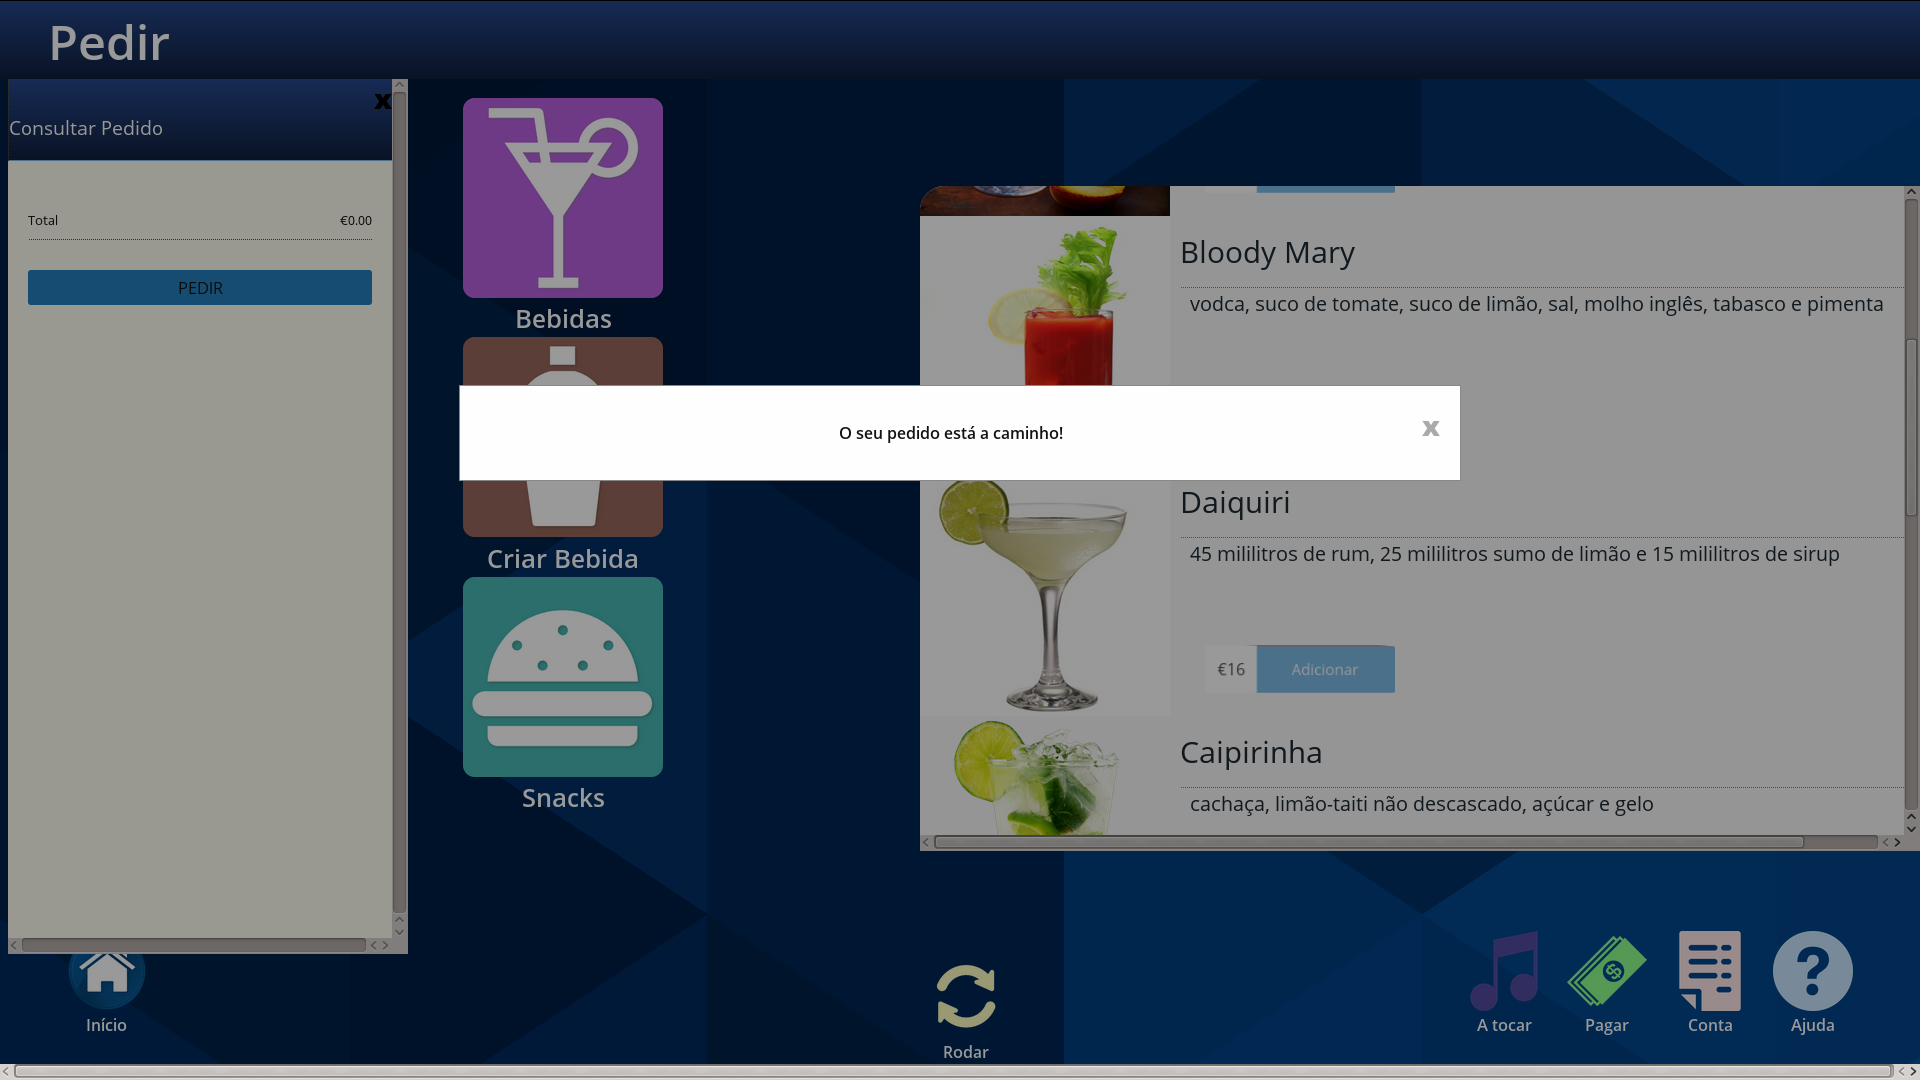 Pedir
x
Consultar Pedido
Total €0.00
PEDIR
Bebidas
Criar Bebida
Snacks
Bloody Mary
vodca, suco de tomate, suco de limão, sal, molho inglês, tabasco e pimenta
O seu pedido está a caminho!
x
Daiquiri
45 mililitros de rum, 25 mililitros sumo de limão e 15 mililitros de sirup
€16 Adicionar
Caipirinha
cachaça, limão-taiti não descascado, açúcar e gelo
Início
Rodar
A tocar
Pagar
Conta
?
Ajuda